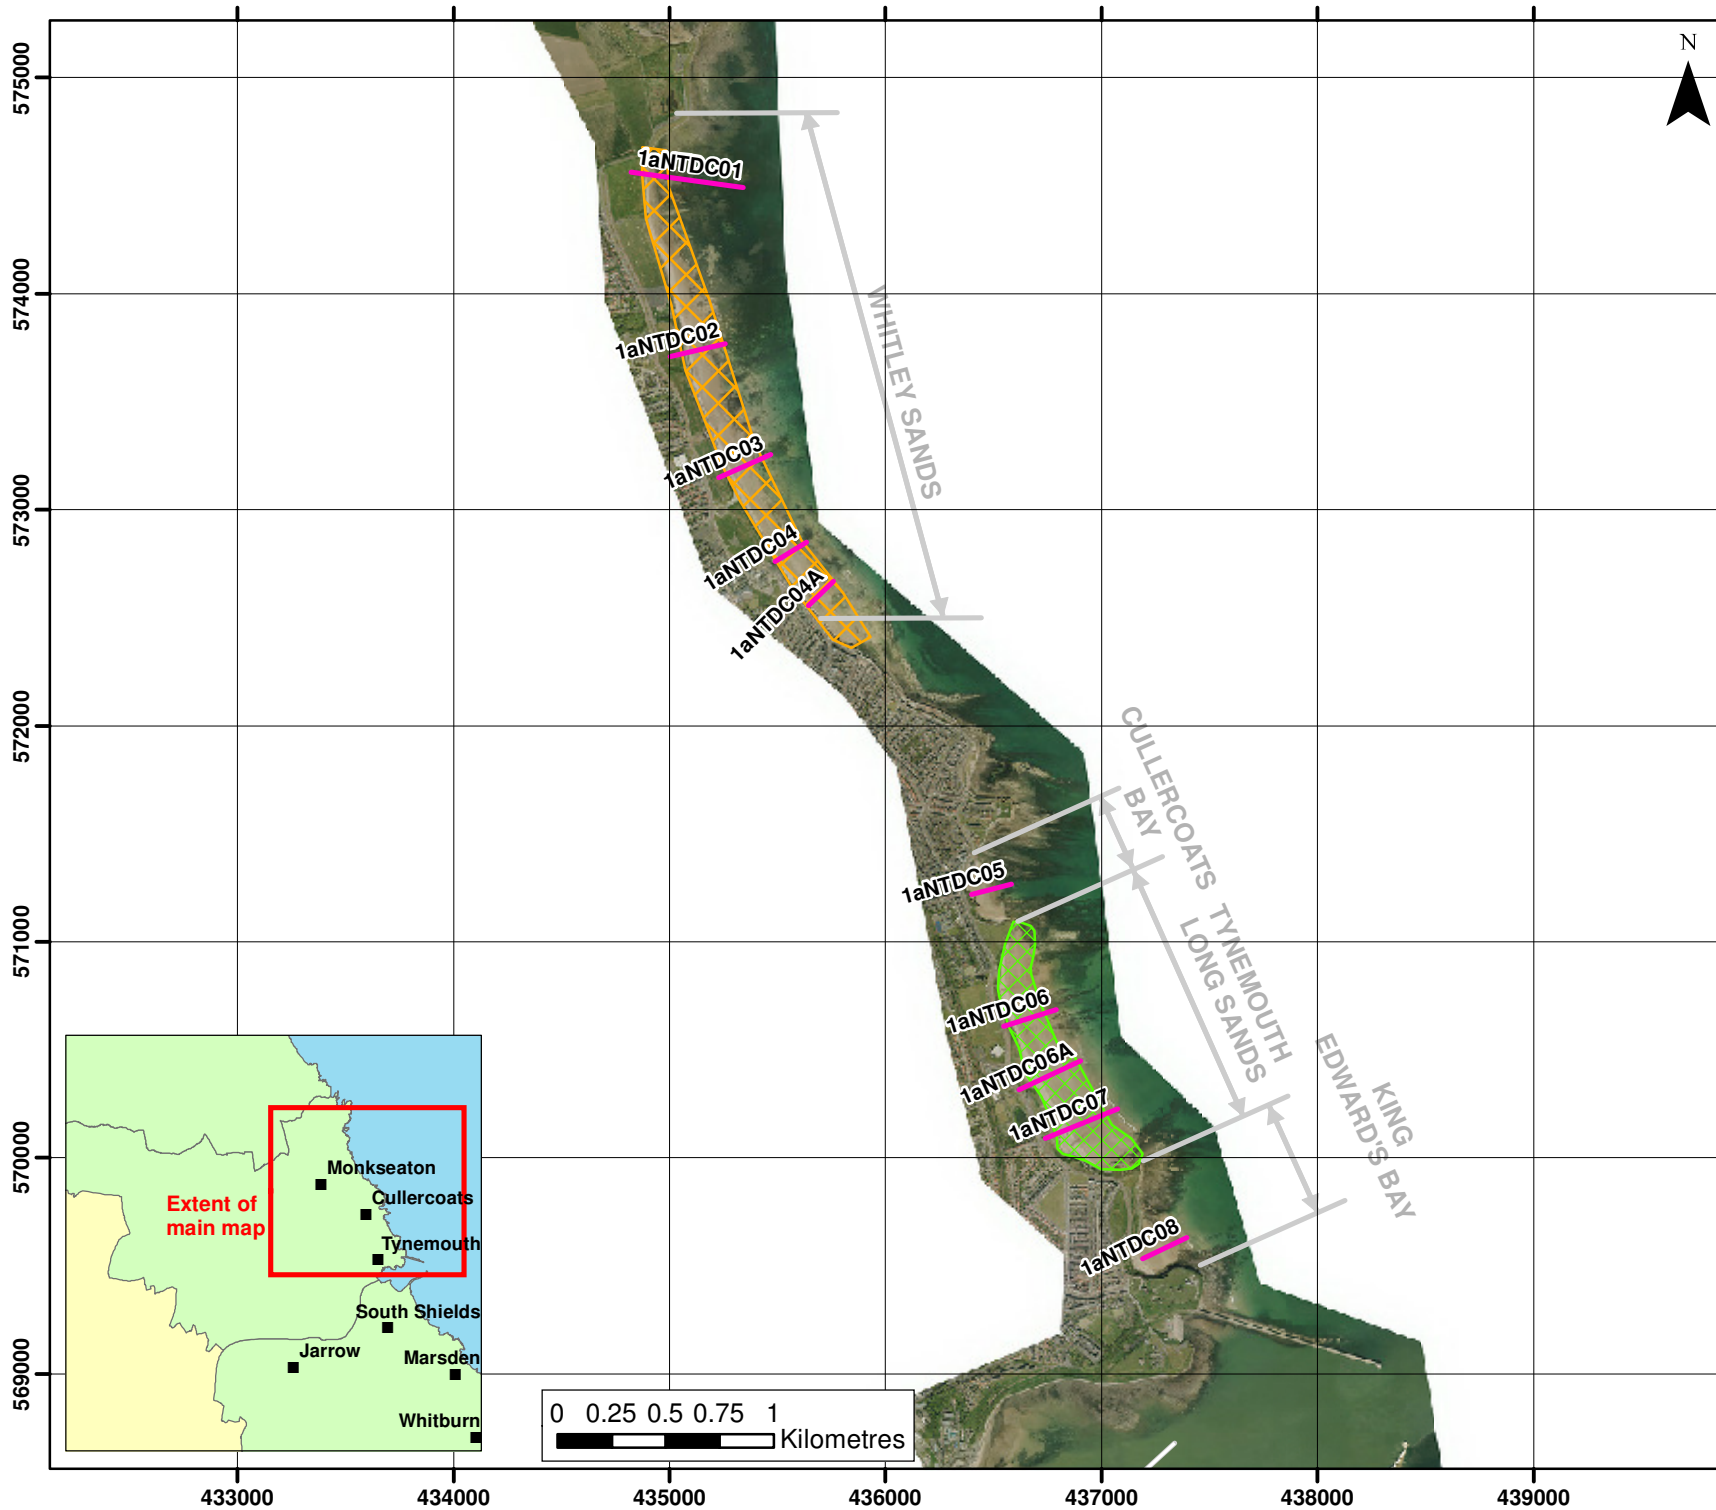 N
575000
574000
573000
572000
571000
570000
569000
1aNTDC01
1aNTDC02
1aNTDC03
1aNTDC04
1aNTDC04A
WHITLEY SANDS
CULLERCOATS
BAY
1aNTDC05
TYNEMOUTH
LONG SANDS
1aNTDC06
1aNTDC06A
1aNTDC07
KING
EDWARD'S BAY
1aNTDC08
Monkseaton
Cullercoats
Extent of
main map
Tynemouth
South Shields
Jarrow
Marsden
Whitburn
0 0.25 0.5 0.75 1
Kilometres
433000 434000 435000 436000 437000 438000 439000